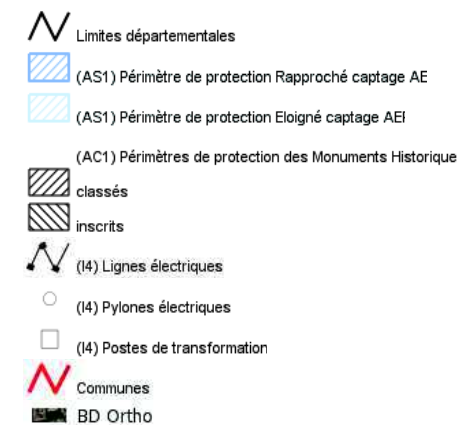 Limites départementales
(AS1) Périmètre de protection Rapproché captage AE
(AS1) Périmètre de protection Eloigné captage AEI
(AC1) Périmètres de protection des Monuments Historique
classés
inscrits
(I4) Lignes électriques
(I4) Pylones électriques
(I4) Postes de transformation
Communes
BD Ortho